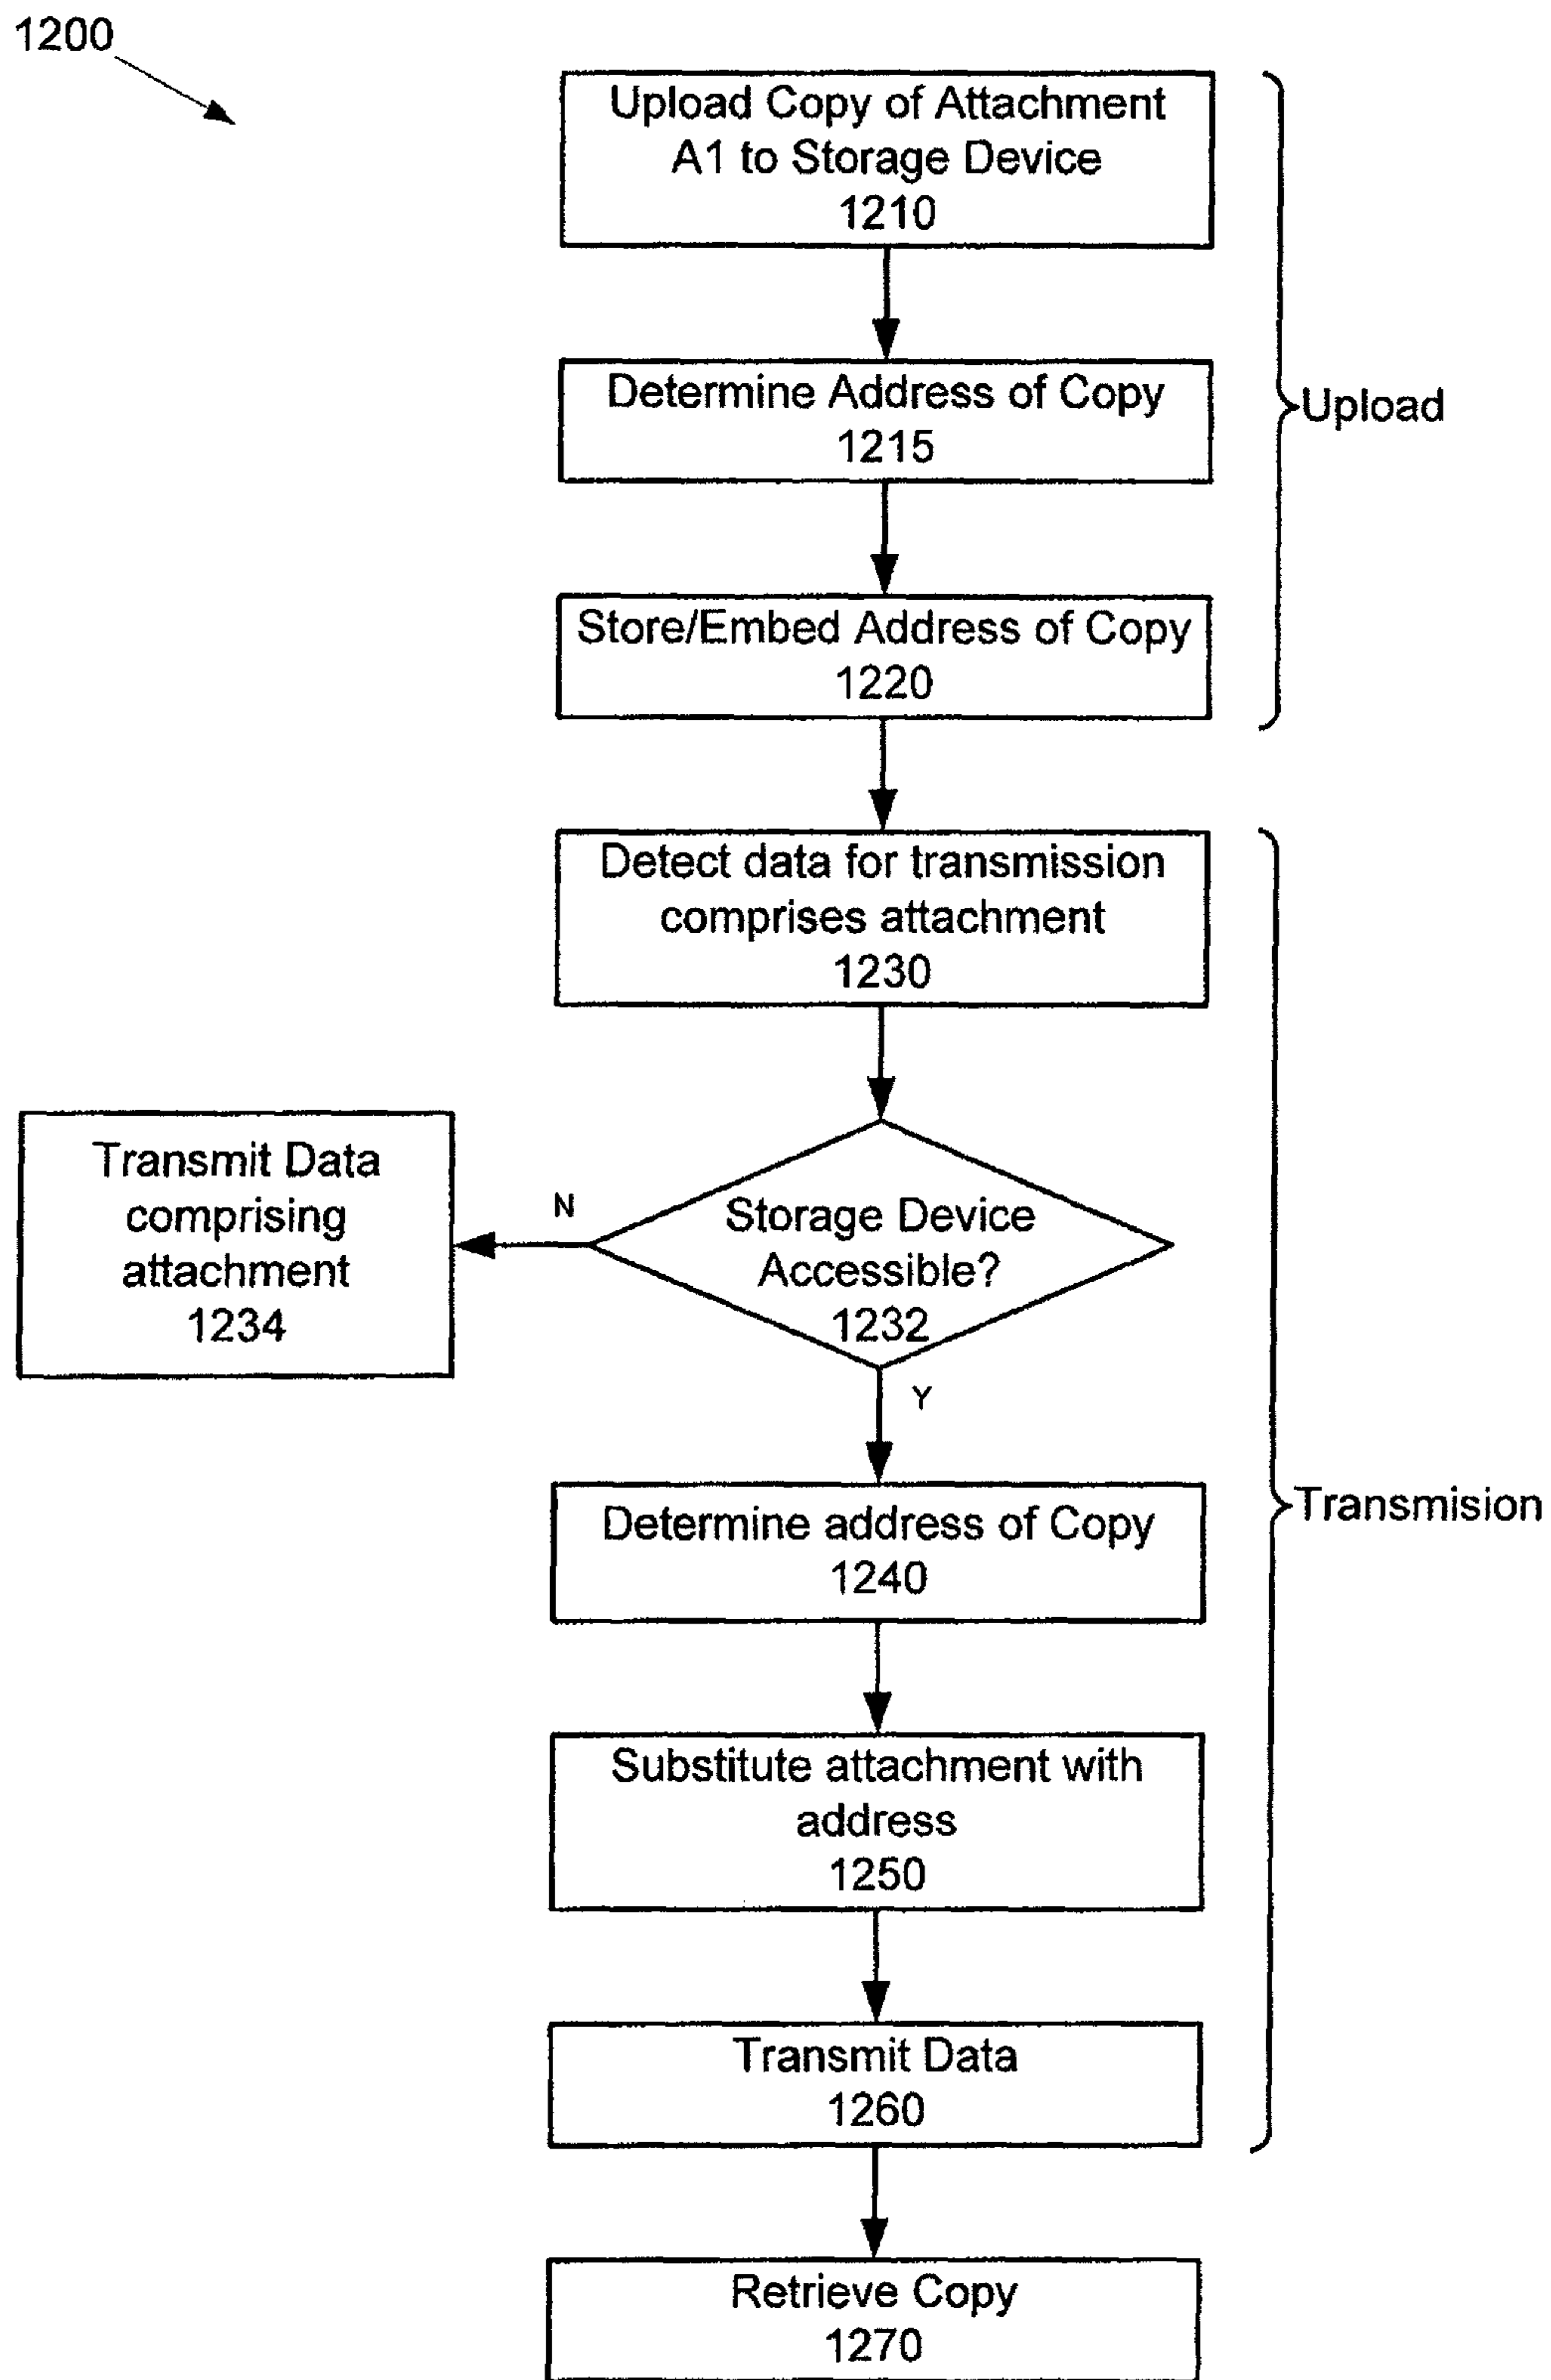 1200
Upload Copy of Attachment
A1 to Storage Device
1210
Determine Address of Copy
1215
Upload
Store/Embed Address of Copy
1220
Detect data for transmission
comprises attachment
1230
Transmit Data
comprising
attachment
1234
N
Storage Device
Accessible?
1232
Y
Determine address of Copy
1240
Transmision
Substitute attachment with
address
1250
Transmit Data
1260
Retrieve Copy
1270